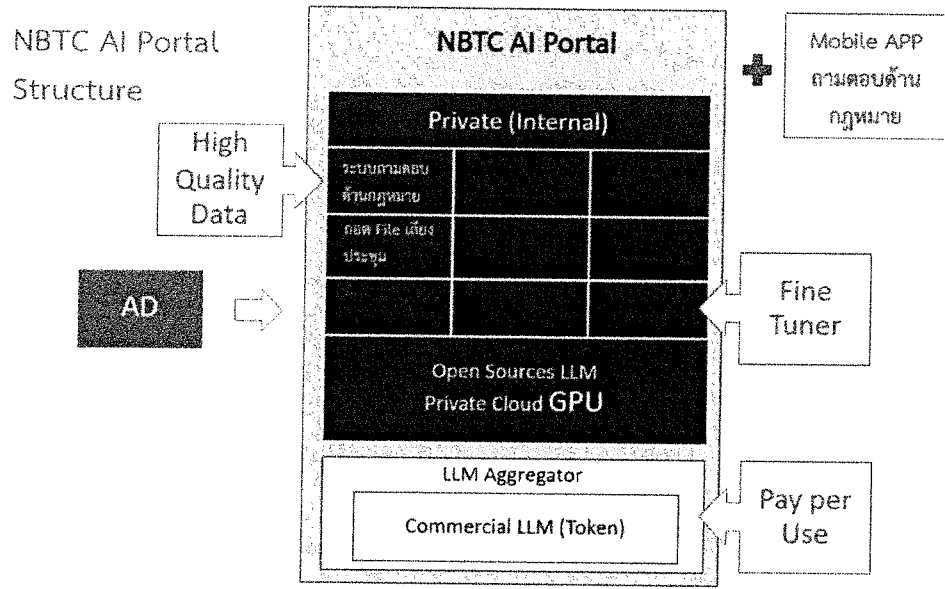 NBTC AI Portal
Structure
NBTC AI Portal
Mobile APP
ถามตอบด้าน
กฎหมาย
Private (Internal)
High
Quality
Data
ระบบถามตอบ
ด้านกฎหมาย
ถอด File เสียง
ประชุม
AD
Fine
Tuner
Open Sources LLM
Private Cloud GPU
LLM Aggregator
Commercial LLM (Token)
Pay per
Use